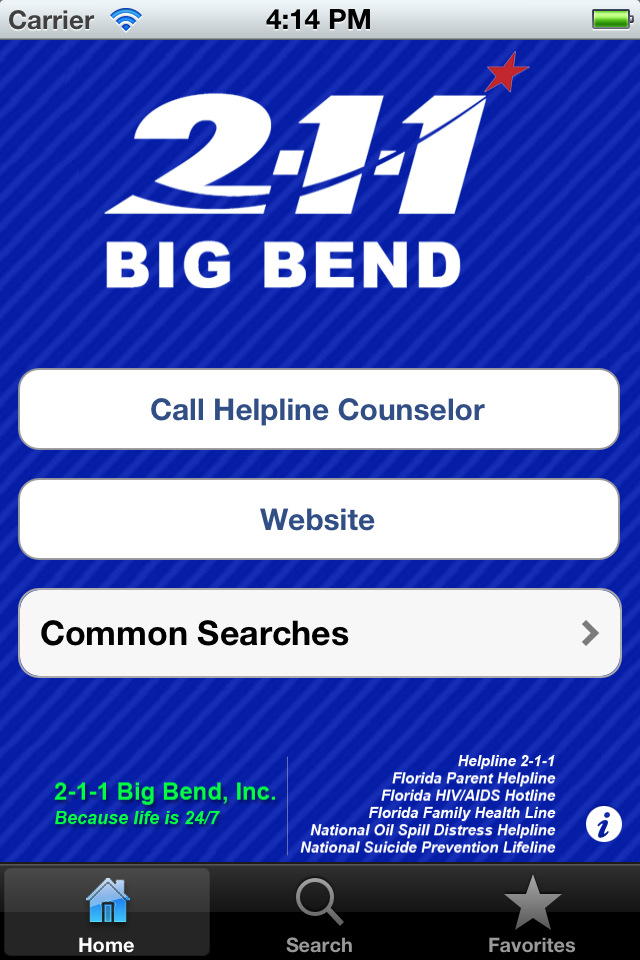 Carrier 4:14 PM
2-1-1
BIG BEND
Call Helpline Counselor
Website
Common Searches
2-1-1 Big Bend, Inc.
Because life is 24/7
Helpline 2-1-1
Florida Parent Helpline
Florida HIV/AIDS Hotline
Florida Family Health Line
National Oil Spill Distress Helpline
National Suicide Prevention Lifeline
i
Home Search Favorites